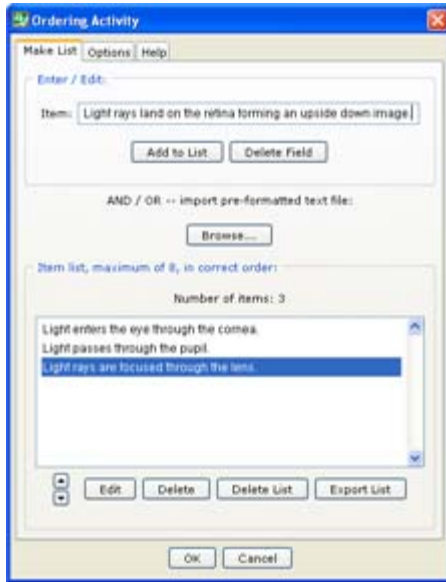 Ordering Activity
Make List Options Help
Enter / Edit:
Item: Light rays land on the retina forming an upside down image.
Add to List Delete Field
AND / OR -- import pre-formatted text file:
Browse...
Item list, maximum of 8, in correct order:
Number of items: 3
Light enters the eye through the cornea.
Light passes through the pupil.
Light rays are focused through the lens.
Edit Delete Delete List Export List
OK Cancel